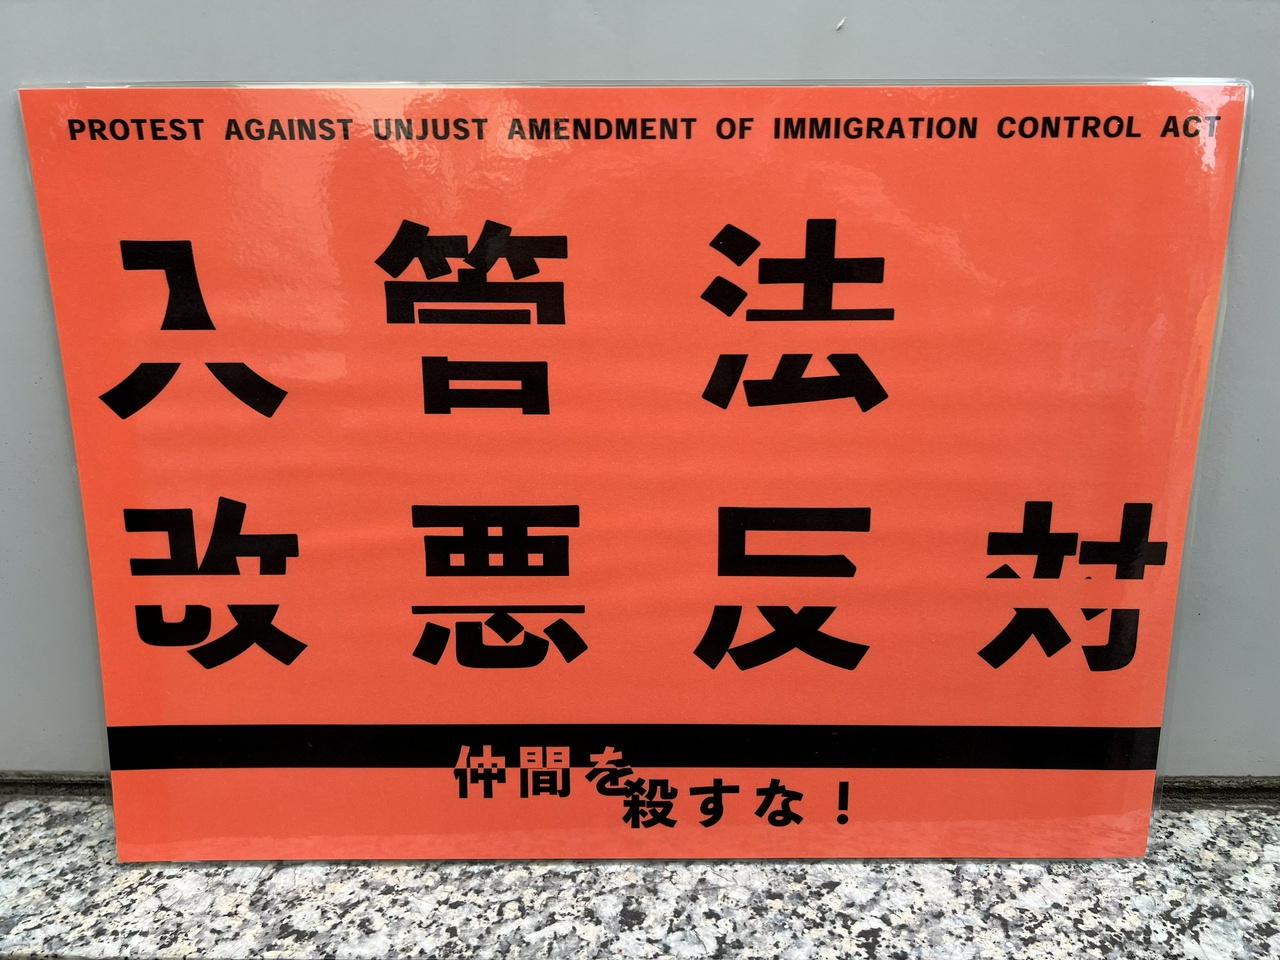 PROTEST AGAINST UNJUST AMENDMENT OF IMMIGRATION CONTROL ACT
入管法
改悪反対
仲間を殺すな！